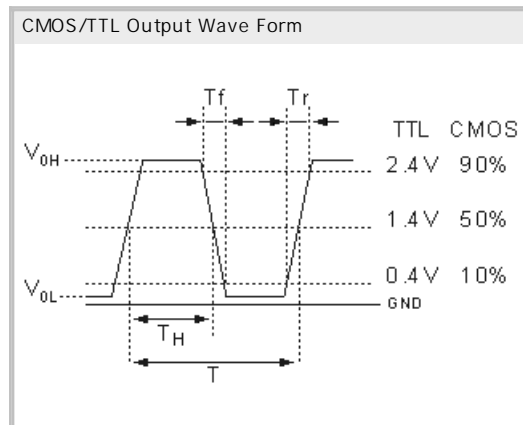 CMOS/TTL Output Wave Form
Tf Tr
TTL CMOS
V0H 2.4V 90%
1.4V 50%
0.4V 10%
V0L GND
TH
T